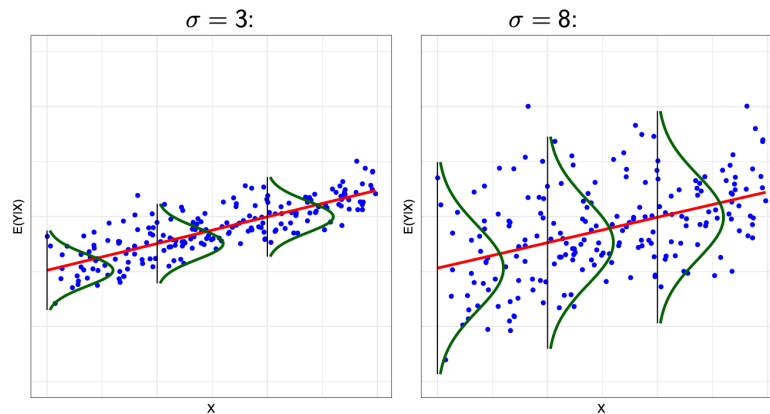 σ = 3:
σ = 8:
E(Y|X)
E(Y|X)
X
X